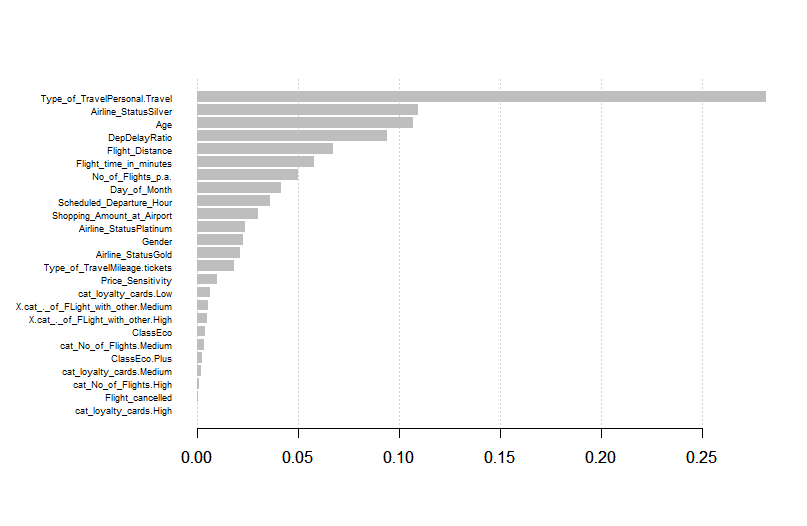 Type_of_TravelPersonal.Travel
Airline_StatusSilver
Age
DepDelayRatio
Flight_Distance
Flight_time_in_minutes
No_of_Flights_p.a.
Day_of_Month
Scheduled_Departure_Hour
Shopping_Amount_at_Airport
Airline_StatusPlatinum
Gender
Airline_StatusGold
Type_of_TravelMileage.tickets
Price_Sensitivity
cat_loyalty_cards.Low
X.cat_._of_FLight_with_other.Medium
X.cat_._of_FLight_with_other.High
ClassEco
cat_No_of_Flights.Medium
ClassEco.Plus
cat_loyalty_cards.Medium
cat_No_of_Flights.High
Flight_cancelled
cat_loyalty_cards.High
0.00 0.05 0.10 0.15 0.20 0.25